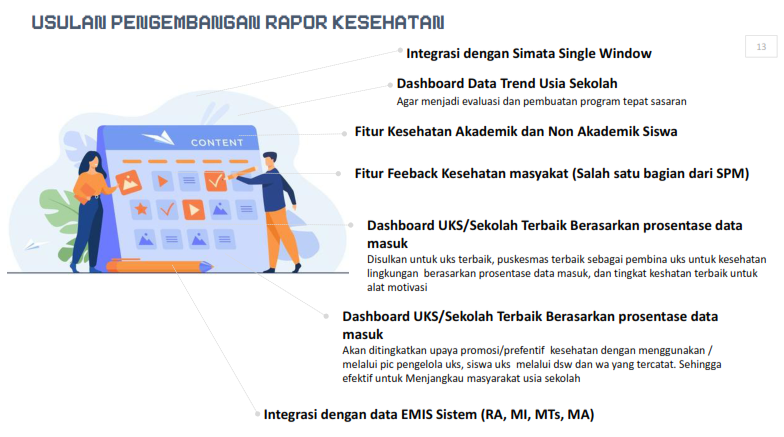 USULAN PENGEMBANGAN RAPOR KESEHATAN
13
Integrasi dengan Simata Single Window
Dashboard Data Trend Usia Sekolah
Agar menjadi evaluasi dan pembuatan program tepat sasaran
CONTENT
Fitur Kesehatan Akademik dan Non Akademik Siswa
Fitur Feeback Kesehatan masyakat (Salah satu bagian dari SPM)
Dashboard UKS/Sekolah Terbaik Berasarkan prosentase data
masuk
Disulkan untuk uks terbaik, puskesmas terbaik sebagai pembina uks untuk kesehatan
lingkungan berasarkan prosentase data masuk, dan tingkat keshatan terbaik untuk
alat motivasi
Dashboard UKS/Sekolah Terbaik Berasarkan prosentase data
masuk
Akan ditingkatkan upaya promosi/prefentif kesehatan dengan menggunakan /
melalui pic pengelola uks, siswa uks melalui dsw dan wa yang tercatat. Sehingga
efektif untuk Menjangkau masyarakat usia sekolah
Integrasi dengan data EMIS Sistem (RA, MI, MTs, MA)